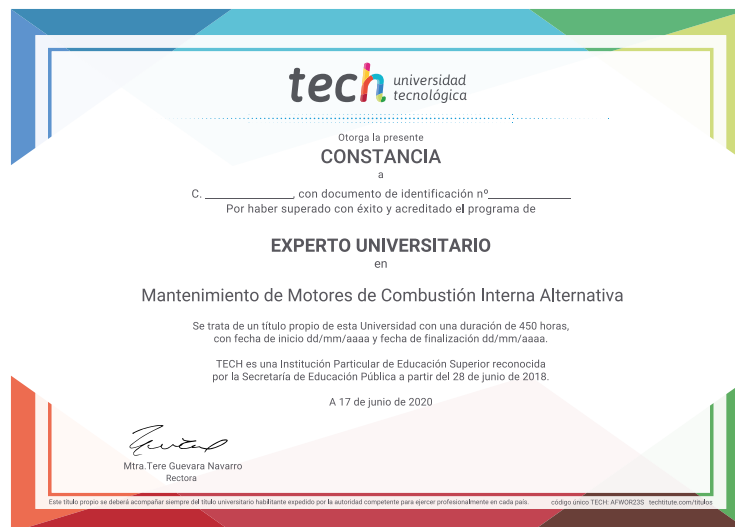 tech universidad
tecnológica
Otorga la presente
CONSTANCIA
a
C. ______________, con documento de identificación nº______________
Por haber superado con éxito y acreditado el programa de
EXPERTO UNIVERSITARIO
en
Mantenimiento de Motores de Combustión Interna Alternativa
Se trata de un título propio de esta Universidad con una duración de 450 horas,
con fecha de inicio dd/mm/aaaa y fecha de finalización dd/mm/aaaa.
TECH es una Institución Particular de Educación Superior reconocida
por la Secretaría de Educación Pública a partir del 28 de junio de 2018.
A 17 de junio de 2020
Mtra.Tere Guevara Navarro
Rectora
Este título propio se deberá acompañar siempre del título universitario habilitante expedido por la autoridad competente para ejercer profesionalmente en cada país. código único TECH: AFWOR23S techtitute.com/titulos